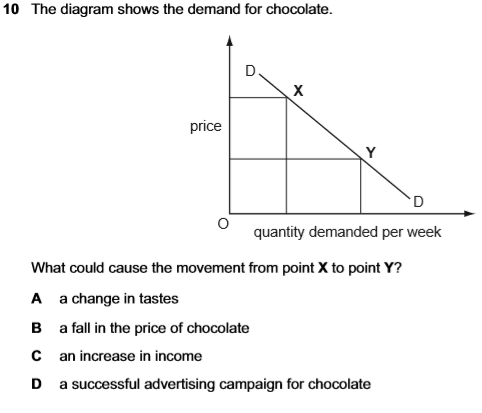 10 The diagram shows the demand for chocolate.
D
X
price
Y
D
O
quantity demanded per week
What could cause the movement from point X to point Y?
A a change in tastes
B a fall in the price of chocolate
C an increase in income
D a successful advertising campaign for chocolate